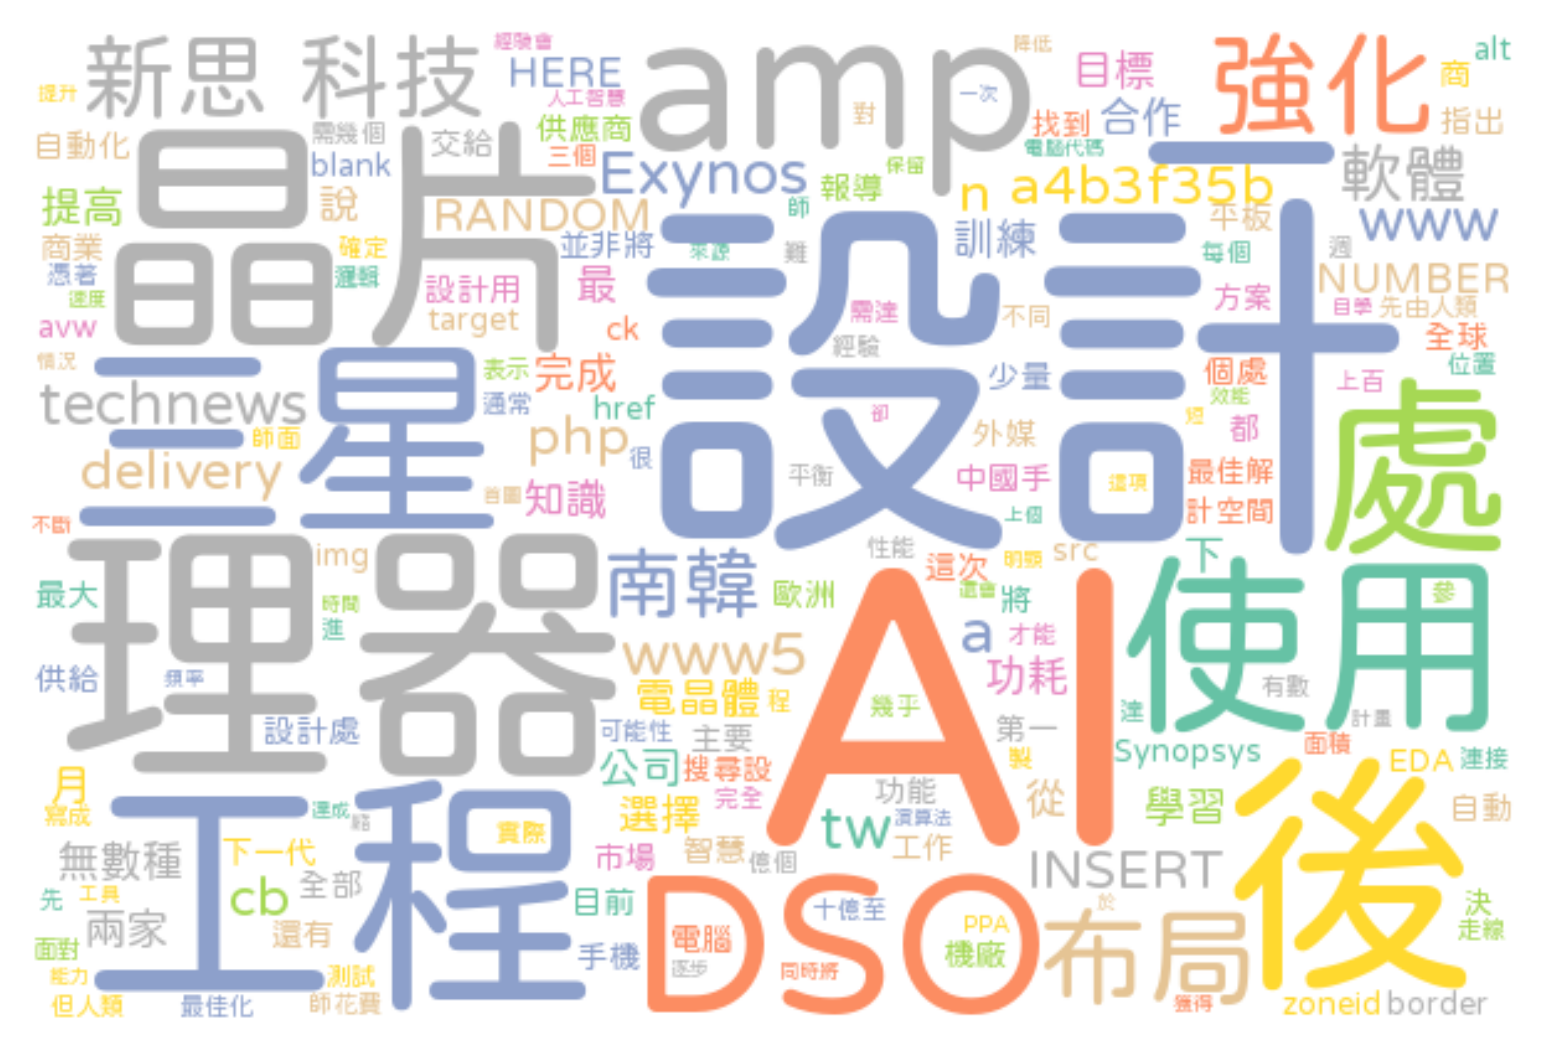 新思 科技
經驗會
HERE
amp
降低
目標
強化
alt
商
提升
人工智慧
一次
指出
自動化
需幾個
交給
供應商
對
找到
合作
blank
三個
電腦代碼
晶片
Exynos
保留
軟體
提高
說
報導
n
a4b3f35b
RANDOM
師
平板
www
商業
確定
並非將
來源
難
訓練
每個
週
憑著
邏輯
設計
速度
設計用
最
NUMBER
方案
自學
先由人類
avw
target
ck
需達
不同
全球
經驗
情況
三星
表示
完成
少量
個處
上百
位置
technews
通常
href
卻
效能
短
處
師面
php
很
外媒
都
delivery
平衡
中國手
這項
最佳解
首圖
知識
上個
計空間
不斷
理器
img
南韓
性能
這次
明顯
src
下
使用
最大
時間
歐洲
還會
將
參
進
a
才能
供給
頻率
www5
功耗
有數
電晶體
程
幾乎
達
計畫
設計處
可能性
主要
第一
AI
Synopsys
面積
EDA
連接
公司
搜尋設
製
月
功能
後
寫成
工程
達成
完全
選擇
從
學習
自動
tw
演算法
實際
工作
下一代
市場
智慧
億個
INSERT
無數種
cb
全部
先
工具
目前
DSO
十億至
於
決
兩家
還有
電腦
PPA
布局
走線
面對
手機
逐步
同時將
機廠
能力
測試
但人類
最佳化
師花費
獲得
zoneid
border